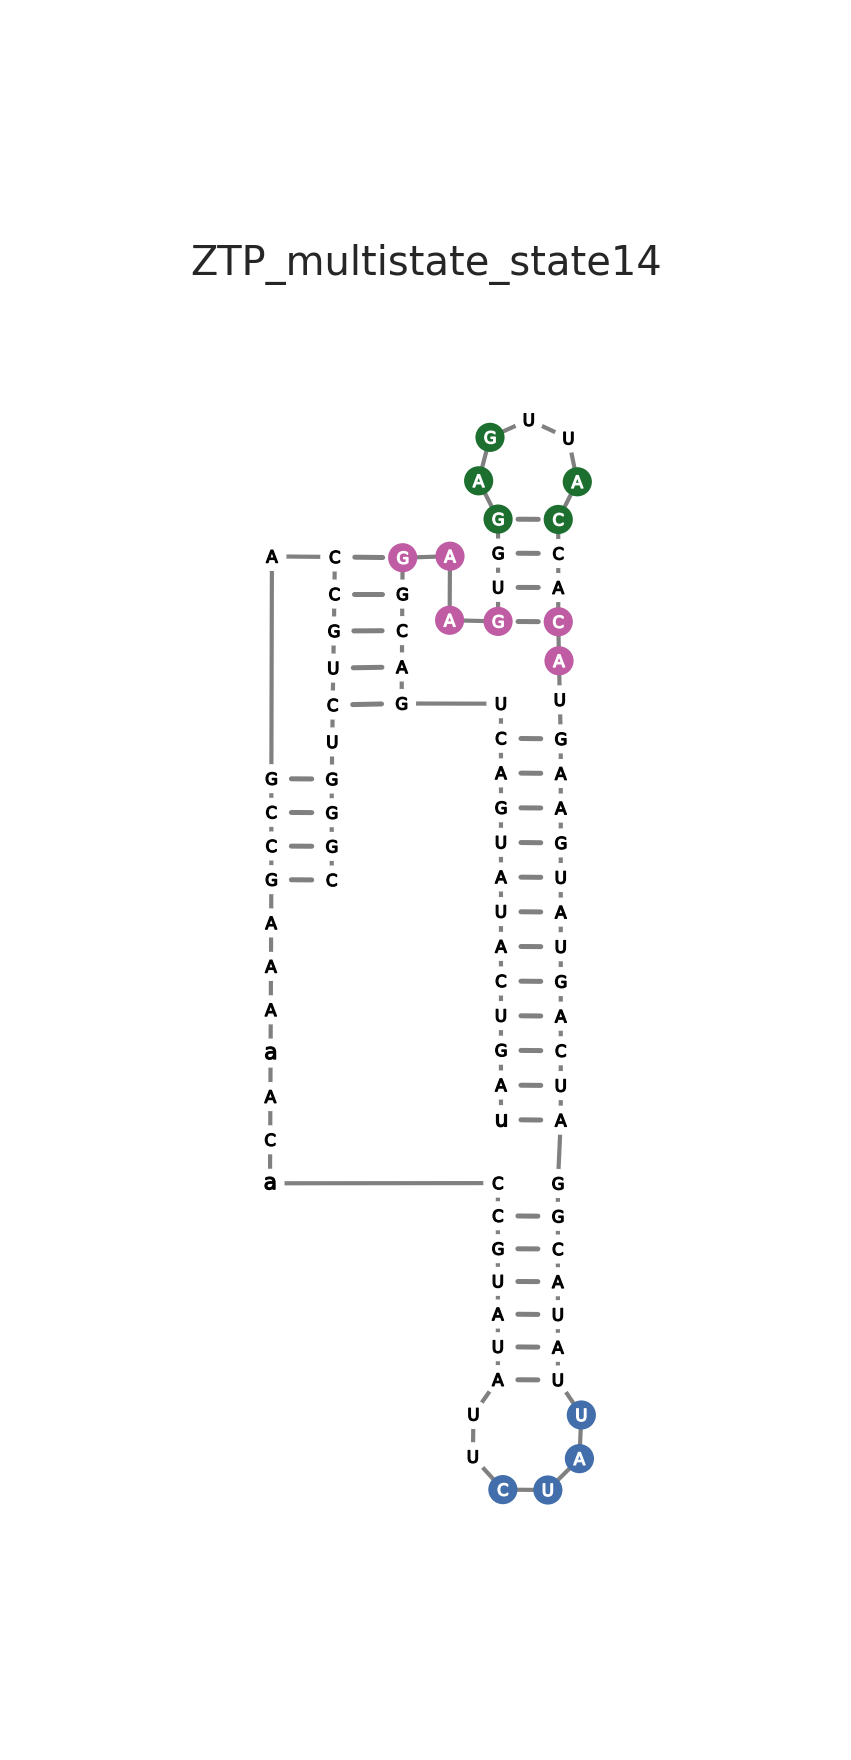 ZTP_multistate_state14
U
G U
A A
G C
A C G A G C
C G U A
G C A G C
U A A
C G U U
U C G
G G A A
C G G A
C G U G
G C A U
A U A
A U
A
C G
A U A
a G C
A A U
u A
C
a C G
C G
G C
U A
A U
U A
A U
U U
U A
C U